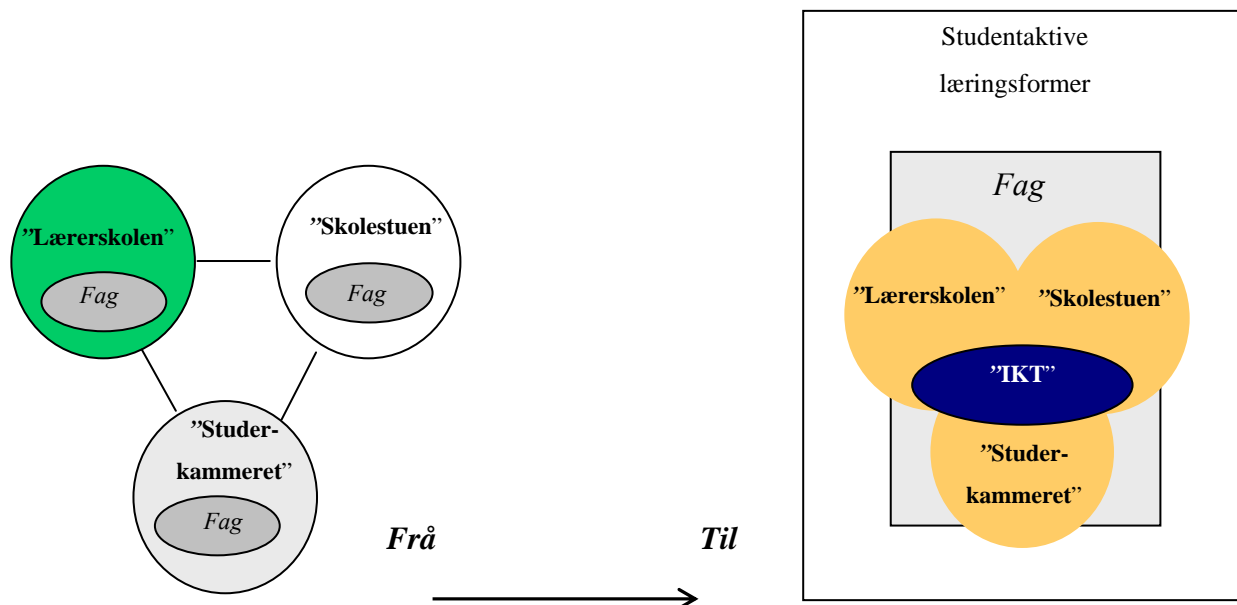 ”Lærerskolen”
Fag
”Skolestuen”
Fag
”Studer-
kammeret”
Fag
Frå
Til
Studentaktive
læringsformer
Fag
”Lærerskolen”
”Skolestuen”
”IKT”
”Studer-
kammeret”